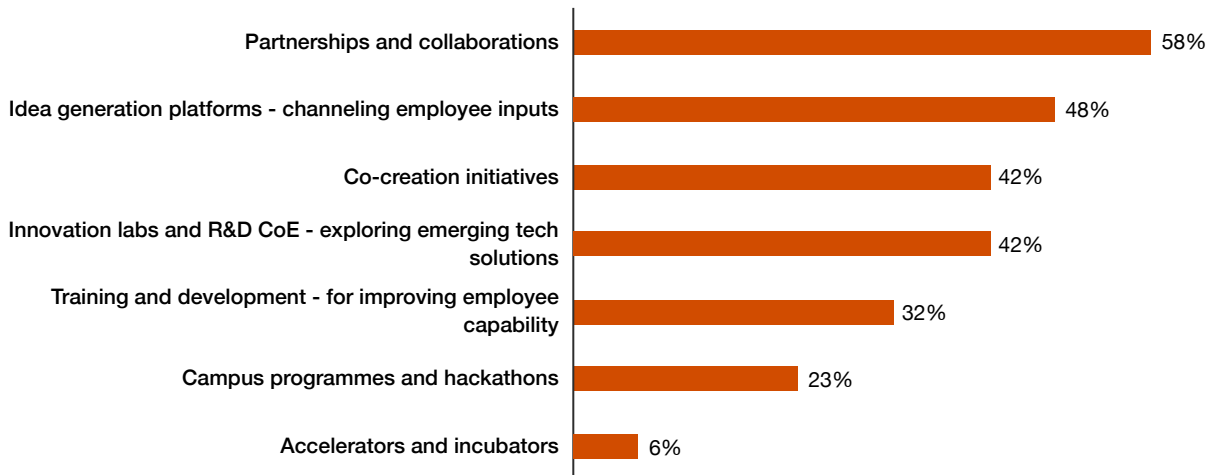 Partnerships and collaborations 58%
Idea generation platforms - channeling employee inputs 48%
Co-creation initiatives 42%
Innovation labs and R&D CoE - exploring emerging tech
solutions 42%
Training and development - for improving employee
capability 32%
Campus programmes and hackathons 23%
Accelerators and incubators 6%